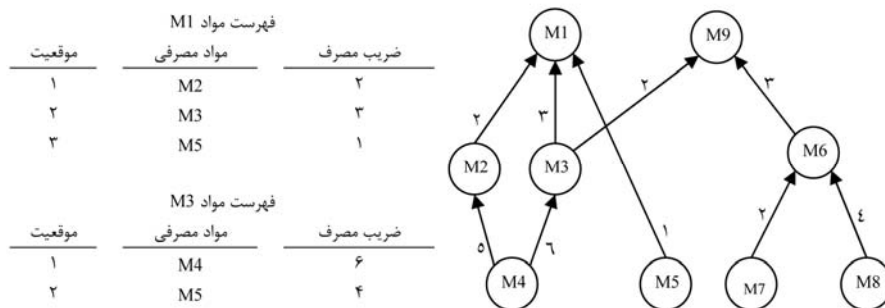 فهرست مواد M1
موقعیت مواد مصرفی ضریب مصرف
۱ M2 ۲
۲ M3 ۳
۳ M5 ۱
فهرست مواد M3
موقعیت مواد مصرفی ضریب مصرف
۱ M4 ۶
۲ M5 ۴
M1 M9
۲ ۳ ۲ ۳
M2 M3 M6
٥ ٦ ۱ ۲ ٤
M4 M5 M7 M8